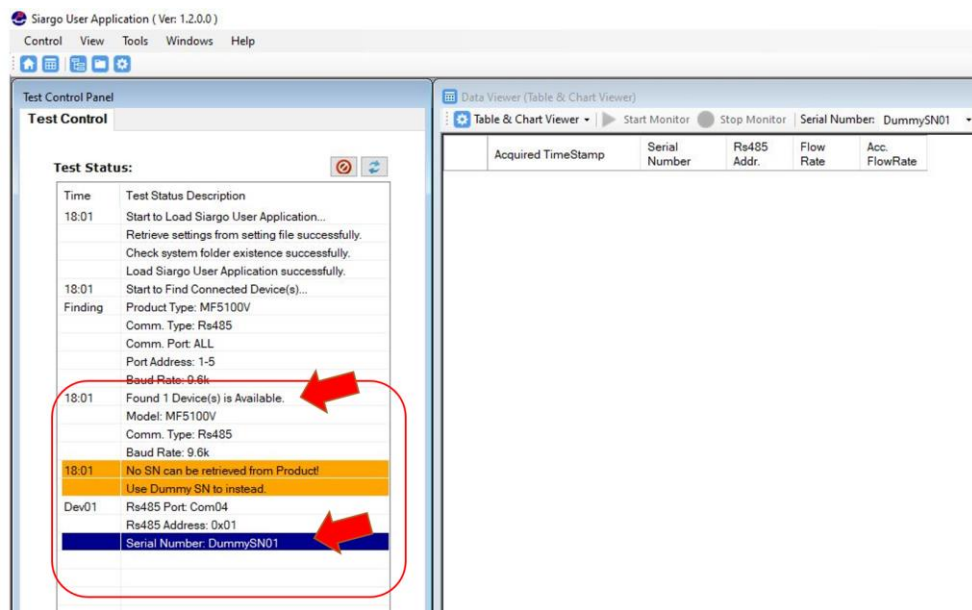 Siargo User Application ( Ver: 1.2.0.0 )
Control View Tools Windows Help
Test Control Panel
Test Control
Test Status:
Time Test Status Description
18:01 Start to Load Siargo User Application...
Retrieve settings from setting file successfully.
Check system folder existence successfully.
Load Siargo User Application successfully.
18:01 Start to Find Connected Device(s)...
Finding Product Type: MF5100V
Comm. Type: Rs485
Comm. Port: ALL
Port Address: 1-5
Baud Rate: 9.6k
18:01 Found 1 Device(s) is Available.
Model: MF5100V
Comm. Type: Rs485
Baud Rate: 9.6k
18:01 No SN can be retrieved from Product!
Use Dummy SN to instead.
Dev01 Rs485 Port: Com04
Rs485 Address: 0x01
Serial Number: DummySN01
Data Viewer (Table & Chart Viewer)
Table & Chart Viewer Start Monitor Stop Monitor Serial Number: DummySN01
Acquired TimeStamp Serial Number Rs485 Addr. Flow Rate Acc. FlowRate